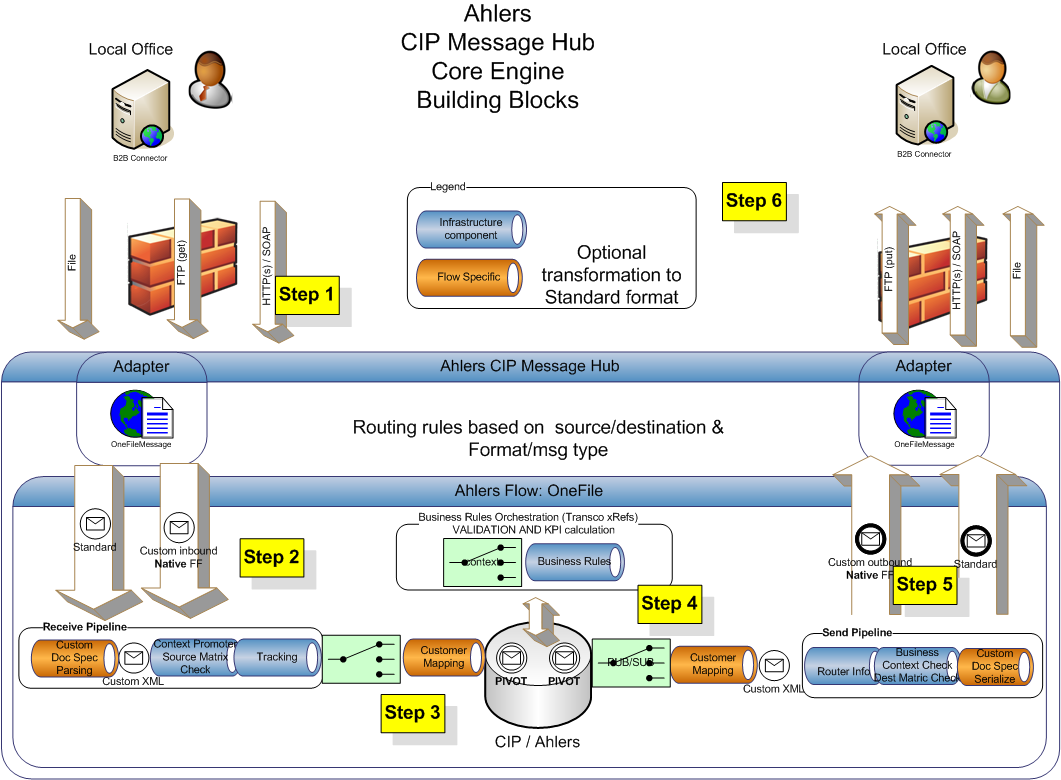 Ahlers
CIP Message Hub
Core Engine
Building Blocks
Local Office
B2B Connector
Local Office
B2B Connector
File
FTP (get)
HTTP(s) / SOAP
Step 1
Legend
Infrastructure
component
Flow Specific
Optional
transformation to
Standard format
Step 6
FTP (put)
HTTP(s) / SOAP
File
Adapter
Ahlers CIP Message Hub
Adapter
OneFileMessage
OneFileMessage
Routing rules based on source/destination &
Format/msg type
Ahlers Flow: OneFile
Standard
Custom inbound
Native FF
Step 2
Business Rules Orchestration (Transco xRefs)
VALIDATION AND KPI calculation
context
Business Rules
Step 4
Custom outbound
Native FF
Standard
Step 5
Receive Pipeline
Custom
Doc Spec
Parsing
Custom XML
Context Promoter
Source Matrix
Check
Tracking
Customer
Mapping
Step 3
PIVOT
PIVOT
CIP / Ahlers
PUB/SUB
Customer
Mapping
Custom XML
Send Pipeline
Router Info
Business
Context Check
Dest Matric Check
Custom
Doc Spec
Serialize